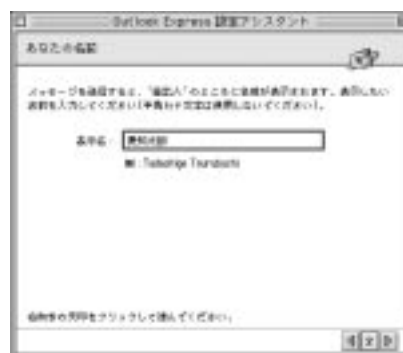 Outlook Express 設定アシスタント
あなたの名前
メッセージを送信すると、"差出人"のところに名前が表示されます。表示したい
名前を入力してください(半角カナ文字は使用しないでください)。
表示名:
例:
右向きの矢印をクリックして進んでください。
2